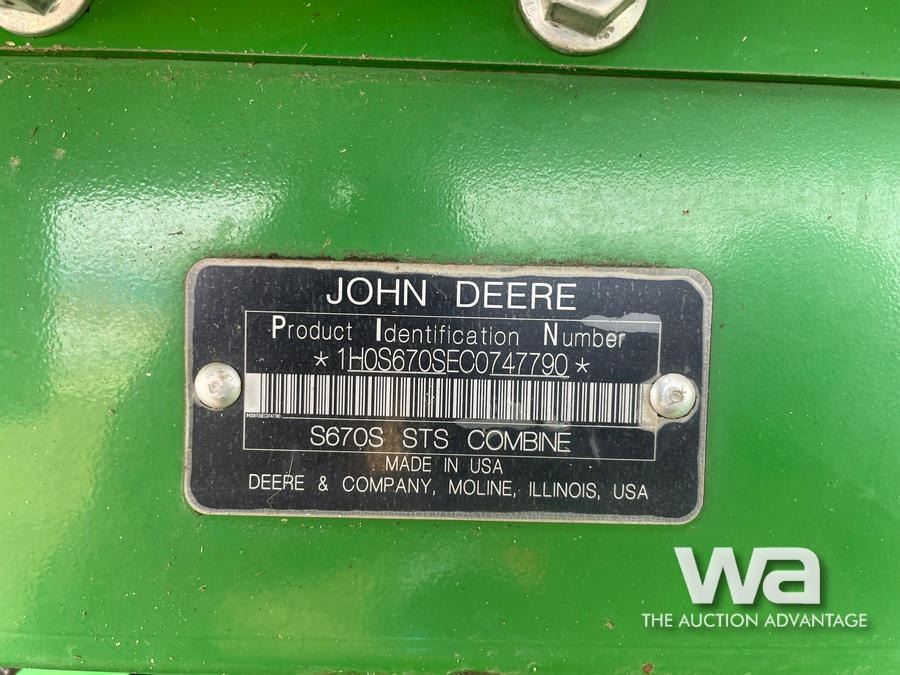 JOHN DEERE
Product Identification Number
*1H0S670SEC0747790*
1H0S670SEC0747790
S670S STS COMBINE
MADE IN USA
DEERE & COMPANY, MOLINE, ILLINOIS, USA
wa
THE AUCTION ADVANTAGE